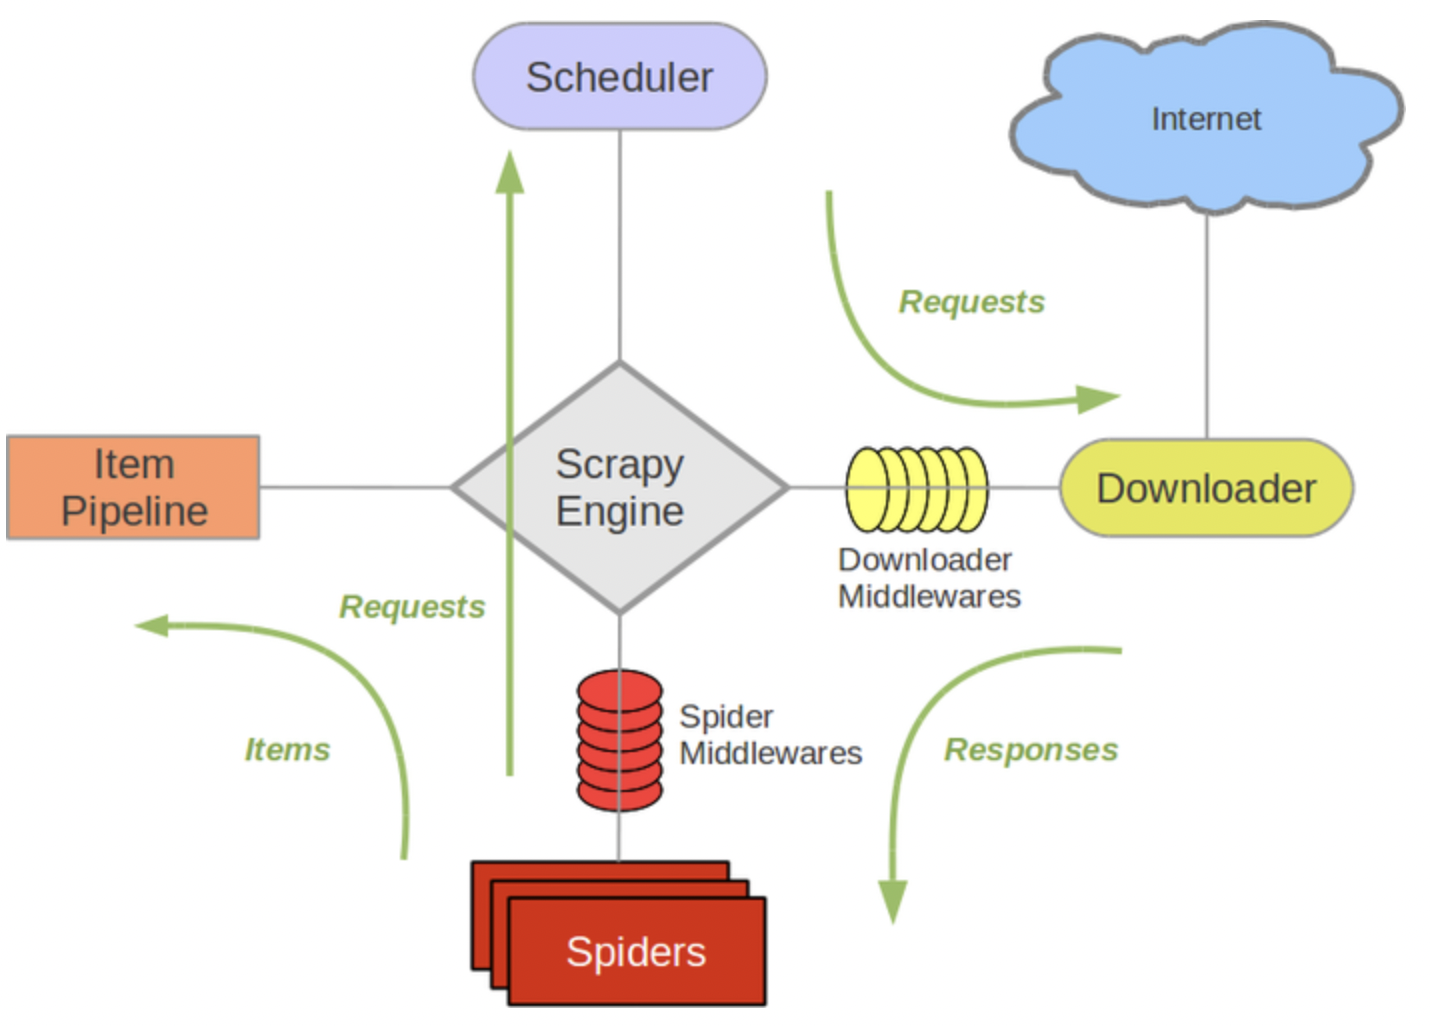 Scheduler
Internet
Requests
Item
Pipeline
Scrapy
Engine
Downloader
Downloader
Middlewares
Requests
Items
Spider
Middlewares
Responses
Spiders